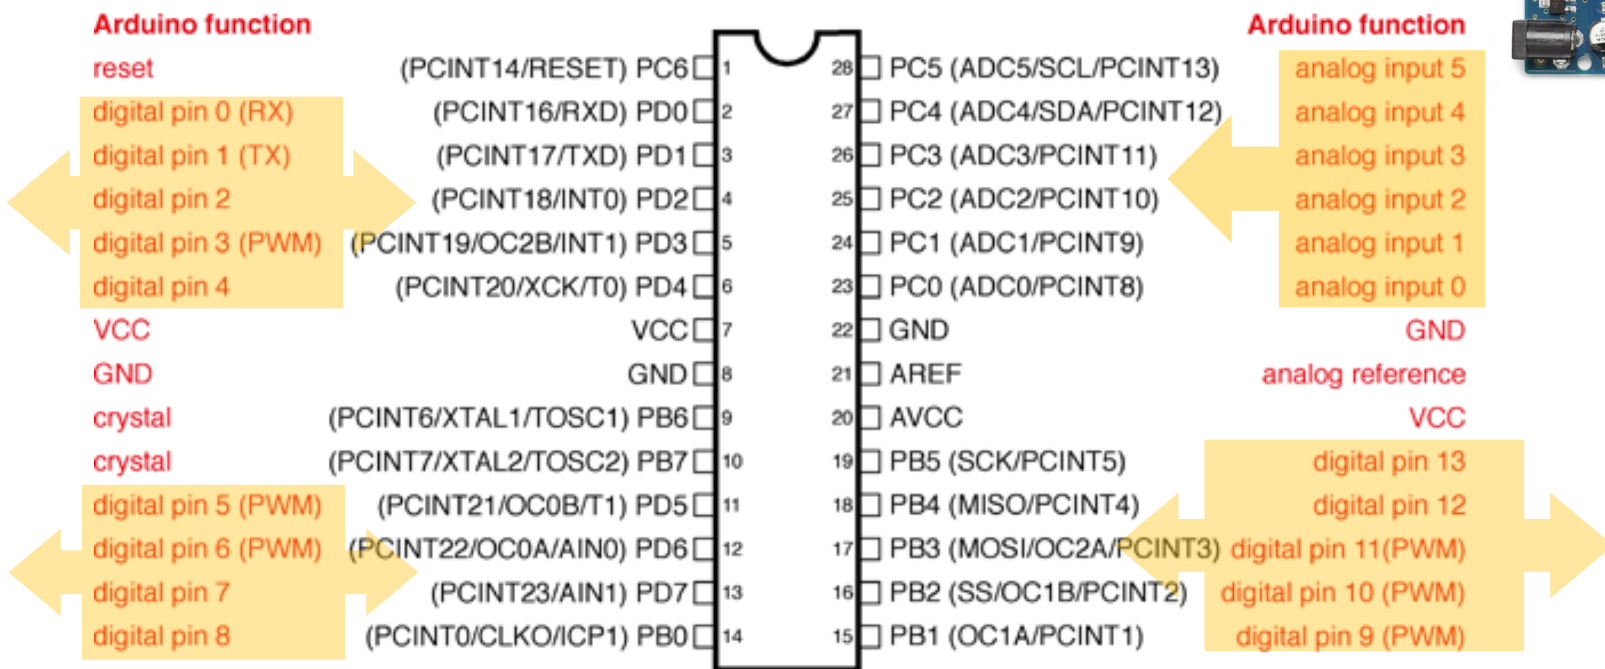 Arduino function
Arduino function
reset (PCINT14/RESET) PC6 1 28 PC5 (ADC5/SCL/PCINT13) analog input 5
digital pin 0 (RX) (PCINT16/RXD) PD0 2 27 PC4 (ADC4/SDA/PCINT12) analog input 4
digital pin 1 (TX) (PCINT17/TXD) PD1 3 26 PC3 (ADC3/PCINT11) analog input 3
digital pin 2 (PCINT18/INT0) PD2 4 25 PC2 (ADC2/PCINT10) analog input 2
digital pin 3 (PWM) (PCINT19/OC2B/INT1) PD3 5 24 PC1 (ADC1/PCINT9) analog input 1
digital pin 4 (PCINT20/XCK/T0) PD4 6 23 PC0 (ADC0/PCINT8) analog input 0
VCC VCC 7 22 GND GND
GND GND 8 21 AREF analog reference
crystal (PCINT6/XTAL1/TOSC1) PB6 9 20 AVCC VCC
crystal (PCINT7/XTAL2/TOSC2) PB7 10 19 PB5 (SCK/PCINT5) digital pin 13
digital pin 5 (PWM) (PCINT21/OC0B/T1) PD5 11 18 PB4 (MISO/PCINT4) digital pin 12
digital pin 6 (PWM) (PCINT22/OC0A/AIN0) PD6 12 17 PB3 (MOSI/OC2A/PCINT3) digital pin 11(PWM)
digital pin 7 (PCINT23/AIN1) PD7 13 16 PB2 (SS/OC1B/PCINT2) digital pin 10 (PWM)
digital pin 8 (PCINT0/CLKO/ICP1) PB0 14 15 PB1 (OC1A/PCINT1) digital pin 9 (PWM)